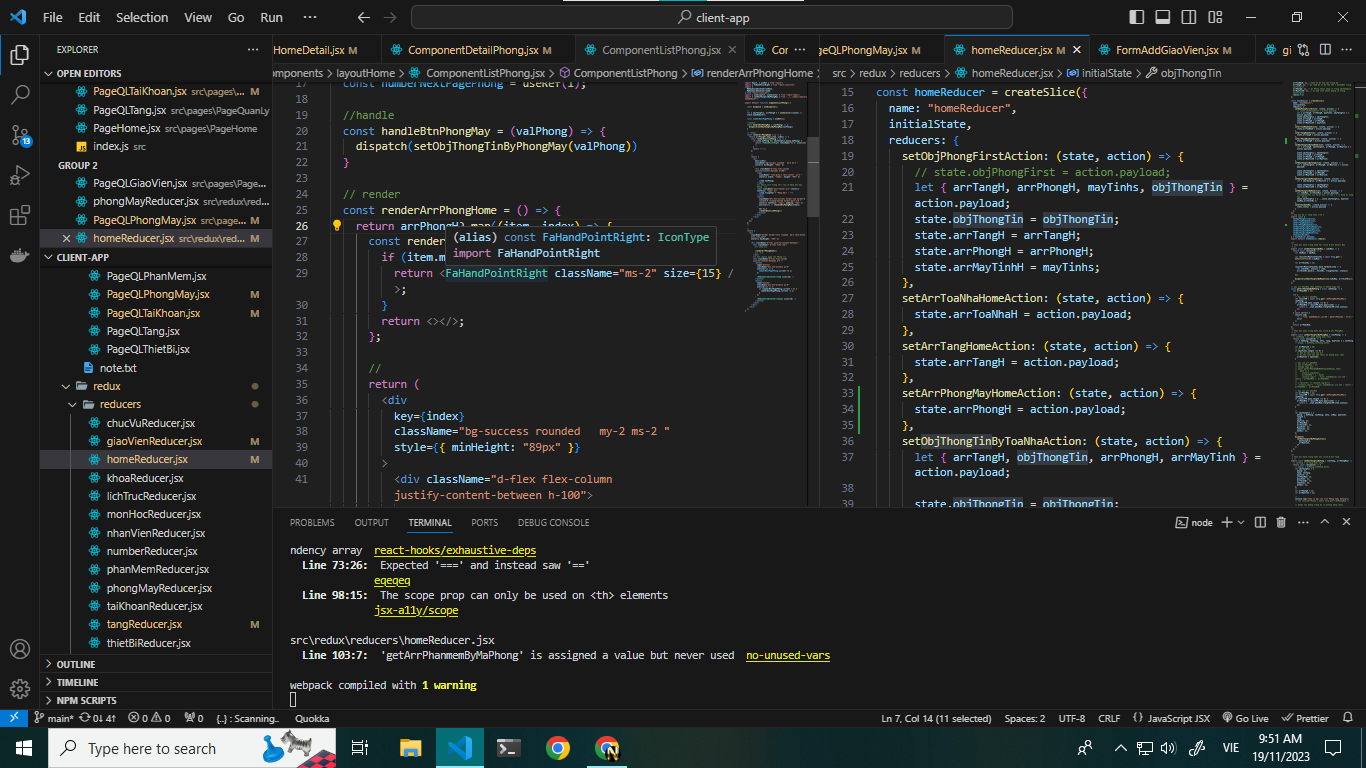 File Edit Selection View Go Run ···
client-app
EXPLORER
OPEN EDITORS
PageQLTaiKhoan.jsx src\pages\... M
PageQLTang.jsx src\pages\PageQuanLy
PageHome.jsx src\pages\PageHome
index.js src
GROUP 2
PageQLGiaoVien.jsx src\pages\Page...
phongMayReducer.jsx src\redux\red...
PageQLPhongMay.jsx src\page... M
homeReducer.jsx src\redux\red... M
CLIENT-APP
PageQLPhanMem.jsx
PageQLPhongMay.jsx M
PageQLTaiKhoan.jsx M
PageQLTang.jsx
PageQLThietBi.jsx
note.txt
redux
reducers
chucVuReducer.jsx
giaoVienReducer.jsx M
homeReducer.jsx M
khoaReducer.jsx
lichTrucReducer.jsx
monHocReducer.jsx
nhanVienReducer.jsx
numberReducer.jsx
phanMemReducer.jsx
phongMayReducer.jsx
taiKhoanReducer.jsx
tangReducer.jsx M
thietBiReducer.jsx
OUTLINE
TIMELINE
NPM SCRIPTS
HomeDetail.jsx M ComponentDetailPhong.jsx M ComponentListPhong.jsx Co ···
mponents > layoutHome > ComponentListPhong.jsx > ComponentListPhong > renderArrPhongHome
17 const numberNextPagePhong = useRef(1);
18
19 //handle
20 const handleBtnPhongMay = (valPhong) => {
21 dispatch(setObjThongTinByPhongMay(valPhong))
22 }
23
24 // render
25 const renderArrPhongHome = () => {
26 return arrPhongH?.map((item, index) => {
27 const render
28 if (item.m
(alias) const FaHandPointRight: IconType
import FaHandPointRight
29 return <FaHandPointRight className="ms-2" size={15} /
>;
30 }
31 return <></>;
32 };
33
34 //
35 return (
36 <div
37 key={index}
38 className="bg-success rounded   my-2 ms-2 "
39 style={{ minHeight: "89px" }}
40 >
41 <div className="d-flex flex-column
justify-content-between h-100">
geQLPhongMay.jsx M homeReducer.jsx M FormAddGiaoVien.jsx M gi
src > redux > reducers > homeReducer.jsx > initialState > objThongTin
15 const homeReducer = createSlice({
16 name: "homeReducer",
17 initialState,
18 reducers: {
19 setObjPhongFirstAction: (state, action) => {
20 // state.objPhongFirst = action.payload;
21 let { arrTangH, arrPhongH, mayTinhs, objThongTin } =
action.payload;
22 state.objThongTin = objThongTin;
23 state.arrTangH = arrTangH;
24 state.arrPhongH = arrPhongH;
25 state.arrMayTinhH = mayTinhs;
26 },
27 setArrToaNhaHomeAction: (state, action) => {
28 state.arrToaNhaH = action.payload;
29 },
30 setArrTangHomeAction: (state, action) => {
31 state.arrTangH = action.payload;
32 },
33 setArrPhongMayHomeAction: (state, action) => {
34 state.arrPhongH = action.payload;
35 },
36 setObjThongTinByToaNhaAction: (state, action) => {
37 let { arrTangH, objThongTin, arrPhongH, arrMayTinh } =
action.payload;
38
39 state.objThongTin = objThongTin;
PROBLEMS OUTPUT TERMINAL PORTS DEBUG CONSOLE
node
ndency array react-hooks/exhaustive-deps
Line 73:26: Expected '===' and instead saw '=='
eqeqeq
Line 98:15: The scope prop can only be used on <th> elements
jsx-a11y/scope
src\redux\reducers\homeReducer.jsx
Line 103:7: 'getArrPhanmemByMaPhong' is assigned a value but never used no-unused-vars
webpack compiled with 1 warning
main* 0↓ 4↑ 0 0 0 {..} : Scanning.. Quokka
Ln 7, Col 14 (11 selected) Spaces: 2 UTF-8 CRLF {} JavaScript JSX Go Live Prettier
Type here to search
VIE
9:51 AM
19/11/2023
13